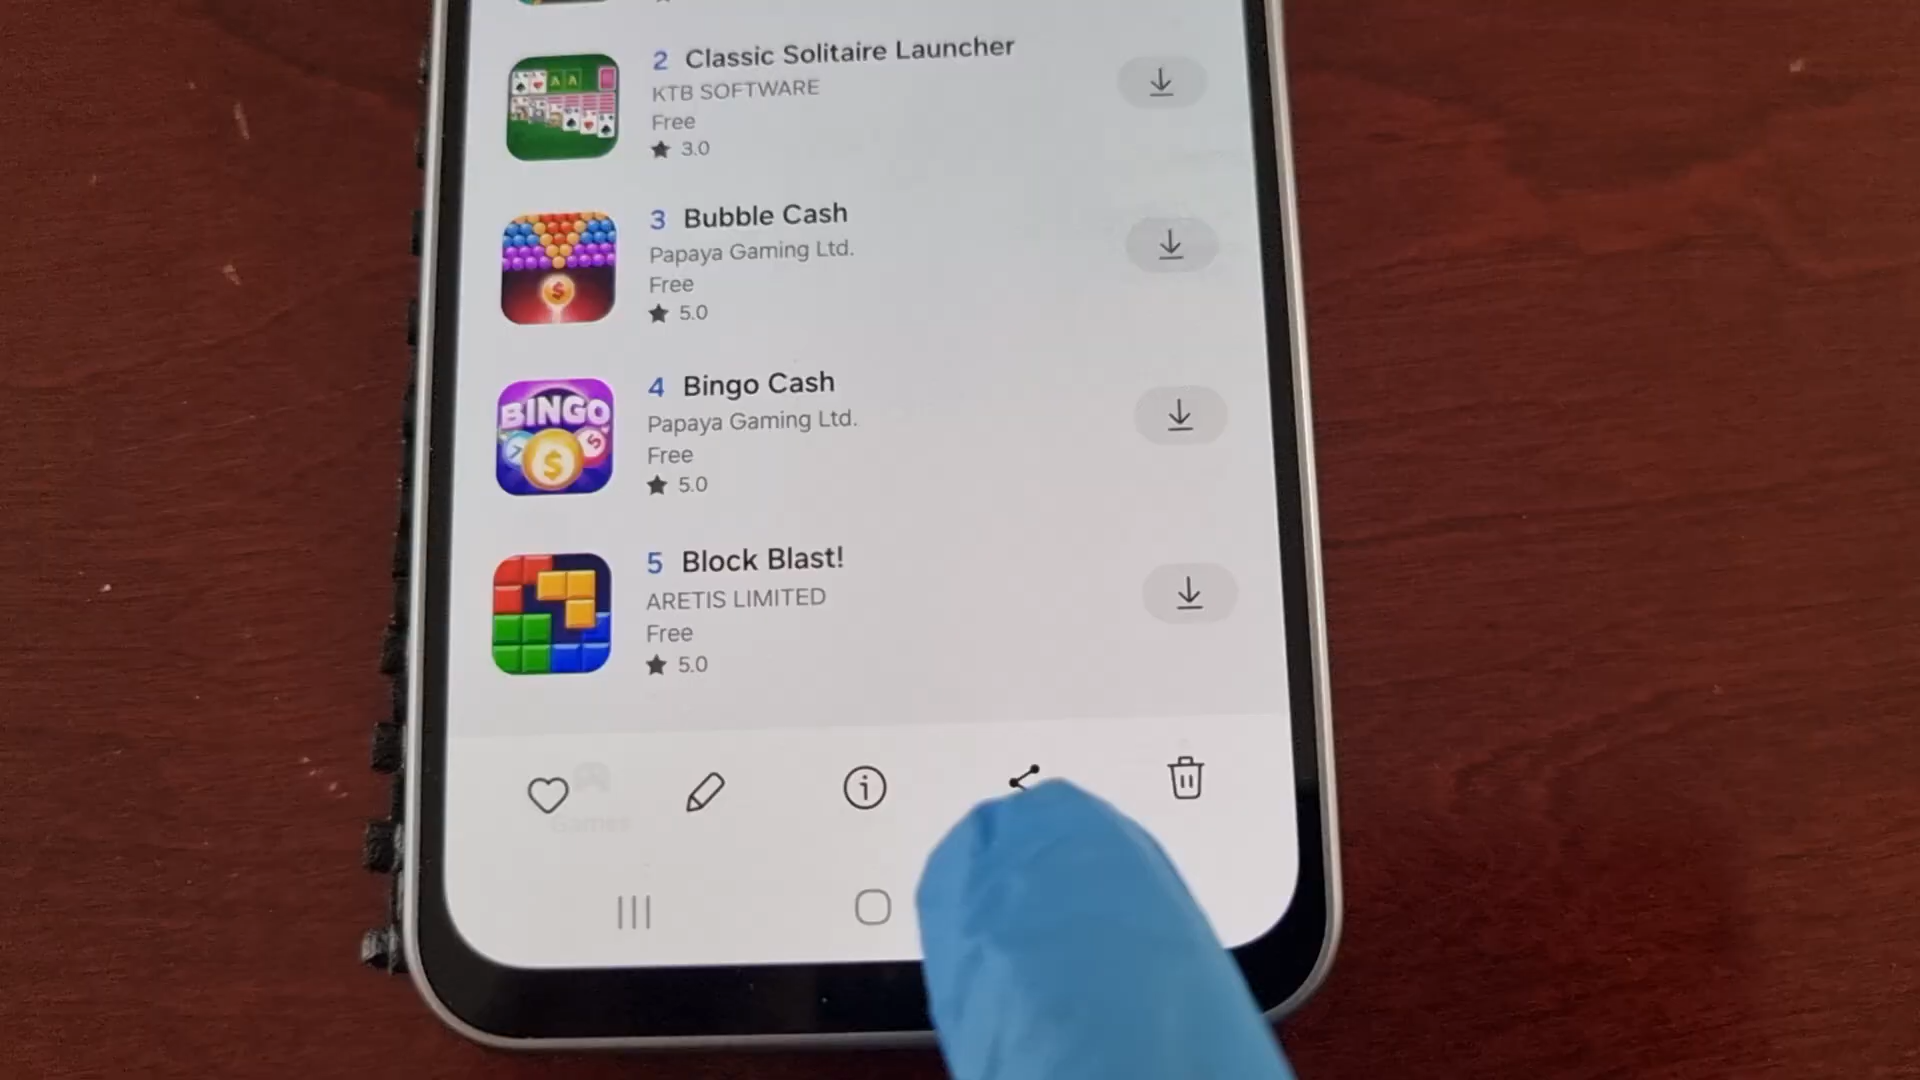 2 Classic Solitaire Launcher
KTB SOFTWARE
Free
3.0
3 Bubble Cash
Papaya Gaming Ltd.
Free
5.0
BINGO
4 Bingo Cash
Papaya Gaming Ltd.
Free
5.0
5 Block Blast!
ARETIS LIMITED
Free
5.0
Games